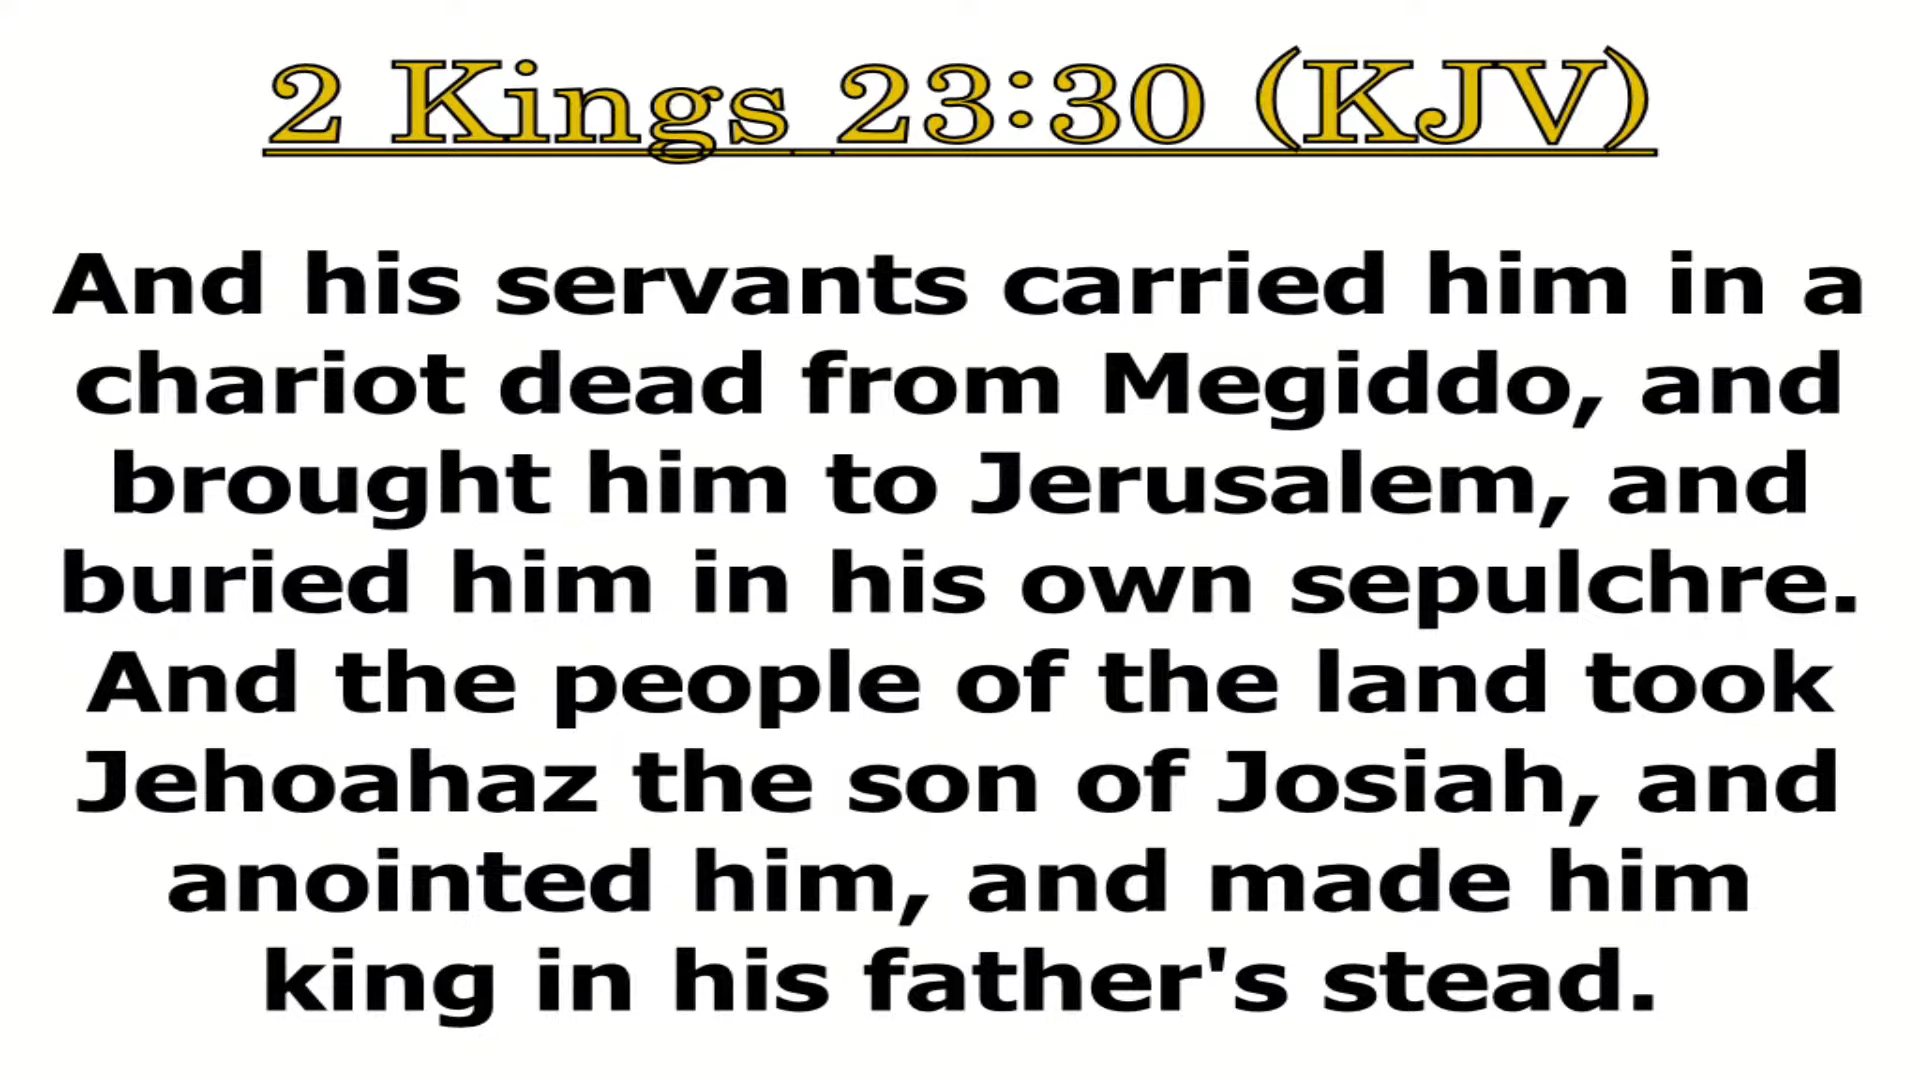 2 Kings 23:30 (KJV)
And his servants carried him in a
chariot dead from Megiddo, and
brought him to Jerusalem, and
buried him in his own sepulchre.
And the people of the land took
Jehoahaz the son of Josiah, and
anointed him, and made him
king in his father's stead.